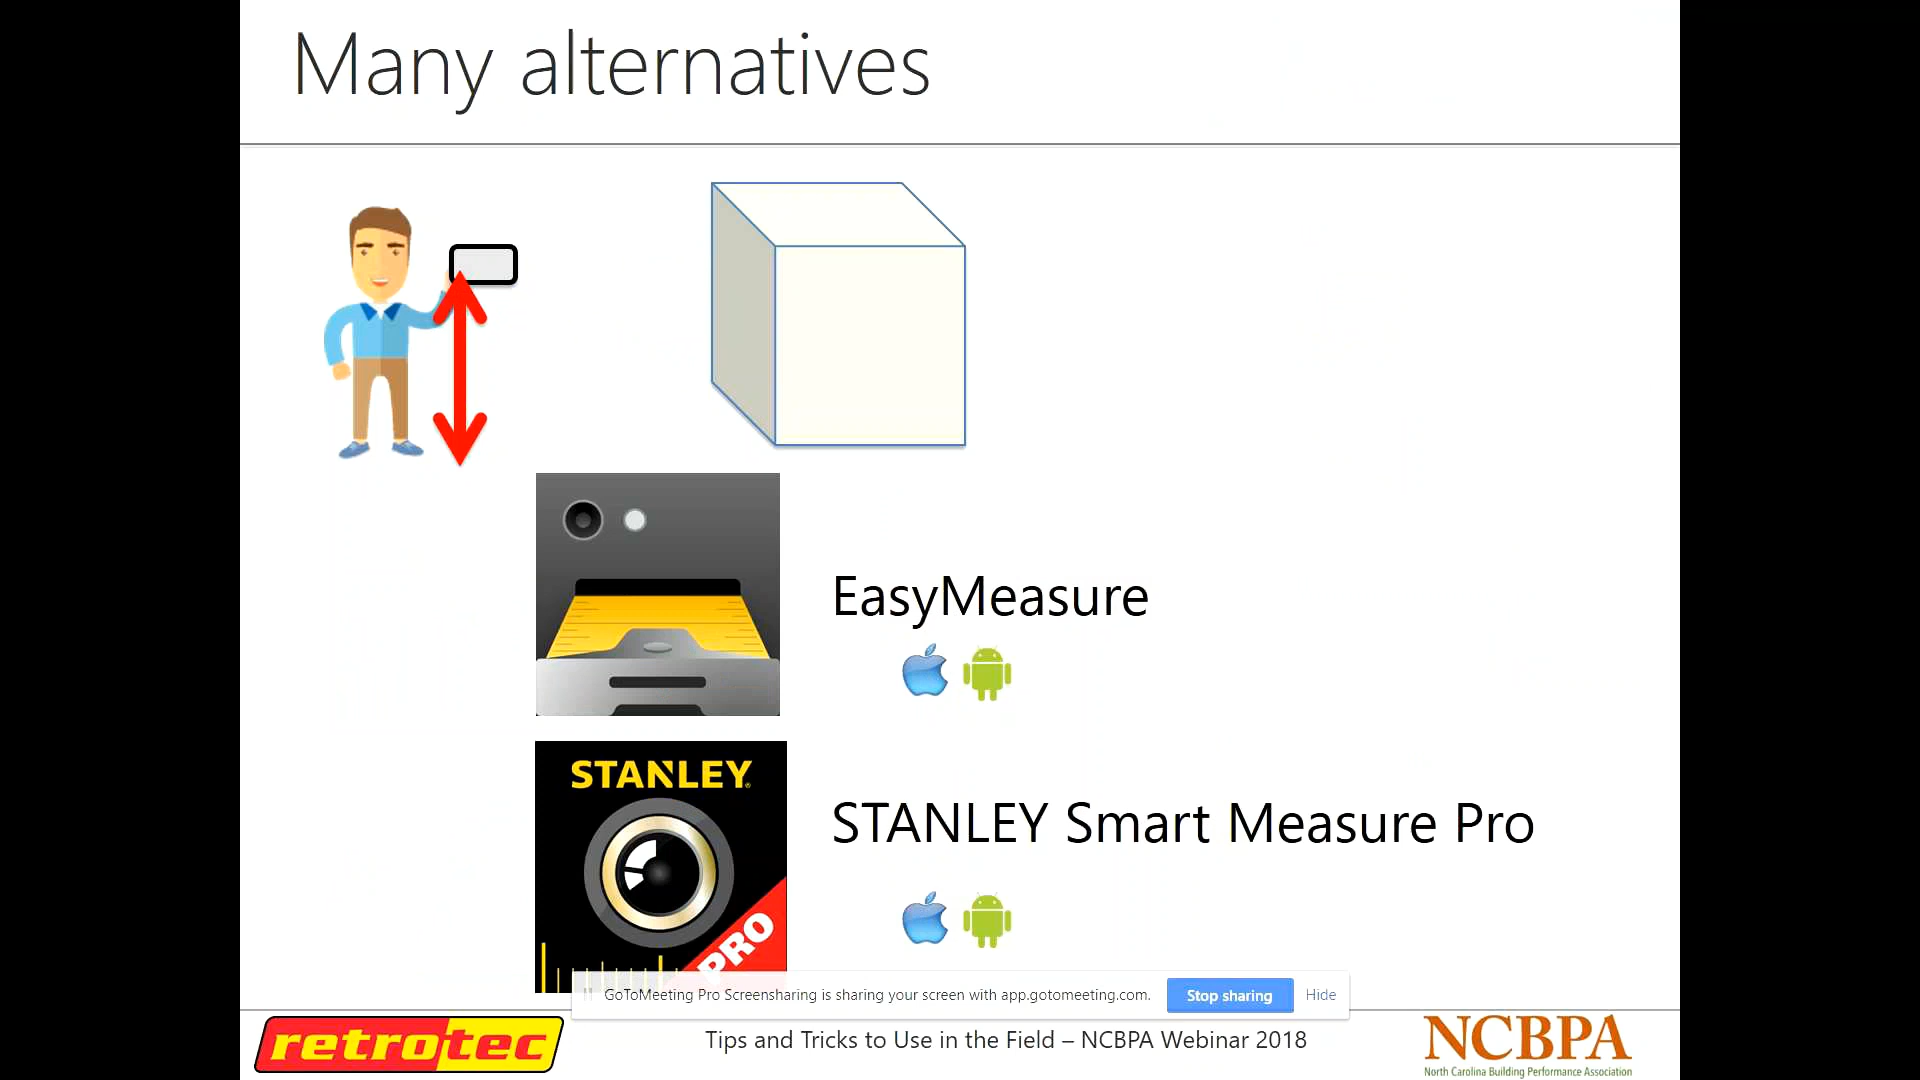 Many alternatives
EasyMeasure
STANLEY
PRO
STANLEY Smart Measure Pro
GoToMeeting Pro Screensharing is sharing your screen with app.gotomeeting.com.
Stop sharing
Hide
retrotec
Tips and Tricks to Use in the Field – NCBPA Webinar 2018
NCBPA
North Carolina Building Performance Association